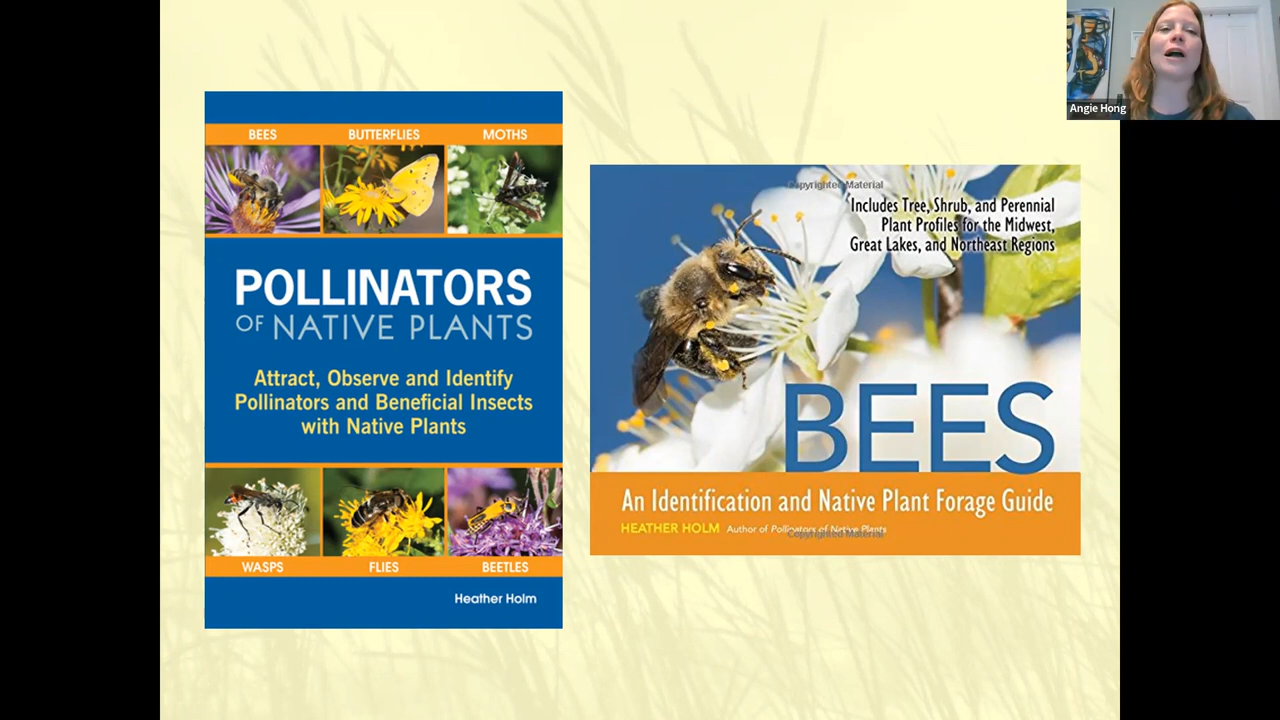 Angie Hong
BEES
BUTTERFLIES
MOTHS
POLLINATORS
OF NATIVE PLANTS
Attract, Observe and Identify
Pollinators and Beneficial Insects
with Native Plants
WASPS
FLIES
BEETLES
Heather Holm
Copyrighted Material
Includes Tree, Shrub, and Perennial
Plant Profiles for the Midwest,
Great Lakes, and Northeast Regions
BEES
An Identification and Native Plant Forage Guide
HEATHER HOLM Author of Pollinators of Native Plants
Copyrighted Material